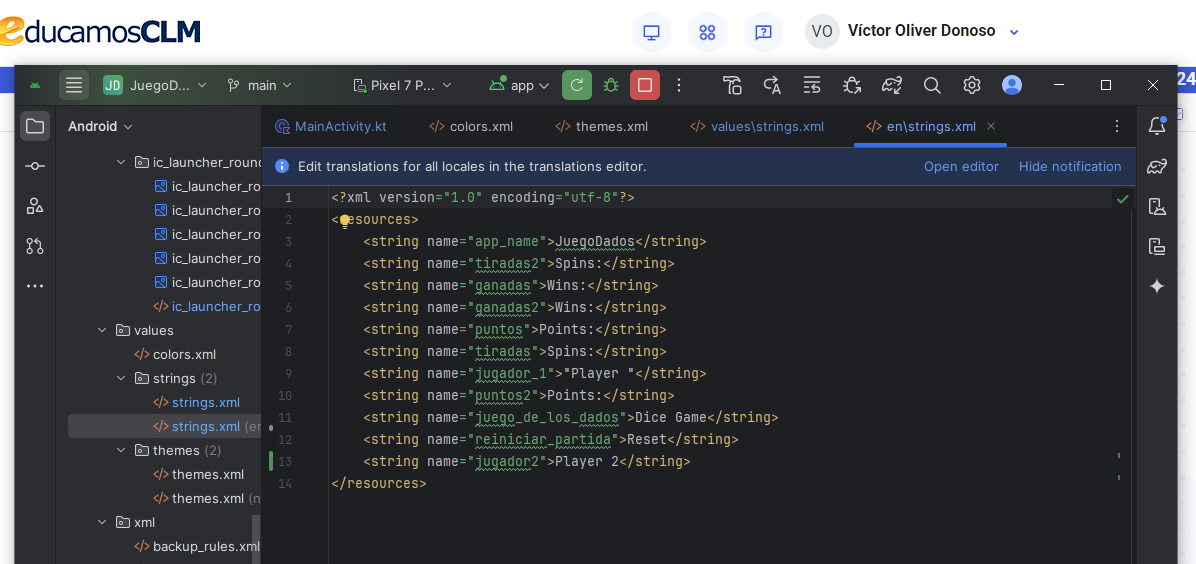 educamosCLM
VO Víctor Oliver Donoso
24
JD JuegoD... main Pixel 7 P... app
Android
MainActivity.kt colors.xml themes.xml values\strings.xml en\strings.xml
Edit translations for all locales in the translations editor. Open editor Hide notification
ic_launcher_round
ic_launcher_ro
ic_launcher_ro
ic_launcher_ro
ic_launcher_ro
ic_launcher_ro
ic_launcher_ro
values
colors.xml
strings (2)
strings.xml
strings.xml (en
themes (2)
themes.xml
themes.xml (n
xml
backup_rules.xml
1 <?xml version="1.0" encoding="utf-8"?>
2 <resources>
3 <string name="app_name">JuegoDados</string>
4 <string name="tiradas2">Spins:</string>
5 <string name="ganadas">Wins:</string>
6 <string name="ganadas2">Wins:</string>
7 <string name="puntos">Points:</string>
8 <string name="tiradas">Spins:</string>
9 <string name="jugador_1">"Player "</string>
10 <string name="puntos2">Points:</string>
11 <string name="juego_de_los_dados">Dice Game</string>
12 <string name="reiniciar_partida">Reset</string>
13 <string name="jugador2">Player 2</string>
14 </resources>